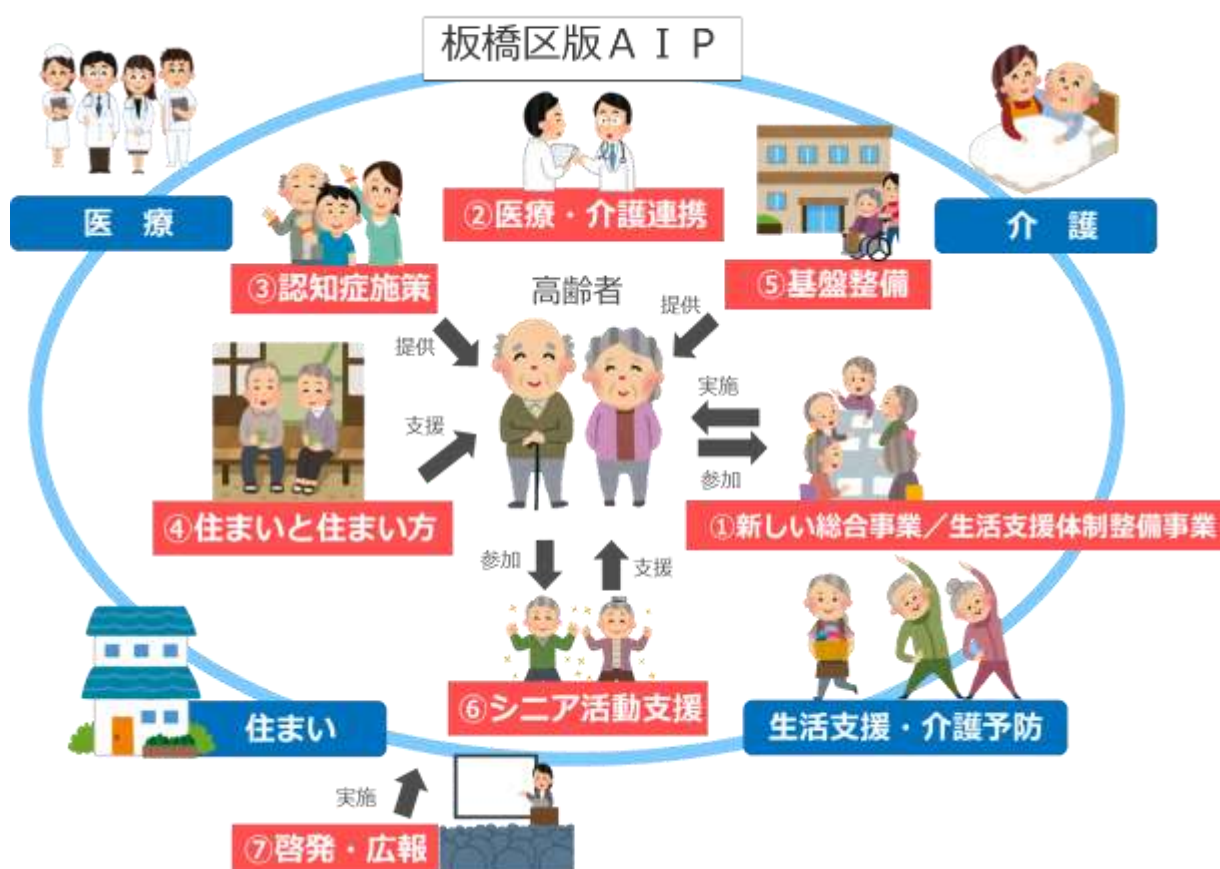 板橋区版ＡＩＰ
医　療
②医療・介護連携
介　護
③認知症施策
高齢者
⑤基盤整備
提供
提供
支援
実施
参加
④住まいと住まい方
①新しい総合事業／生活支援体制整備事業
参加
支援
⑥シニア活動支援
住まい
生活支援・介護予防
実施
⑦啓発・広報